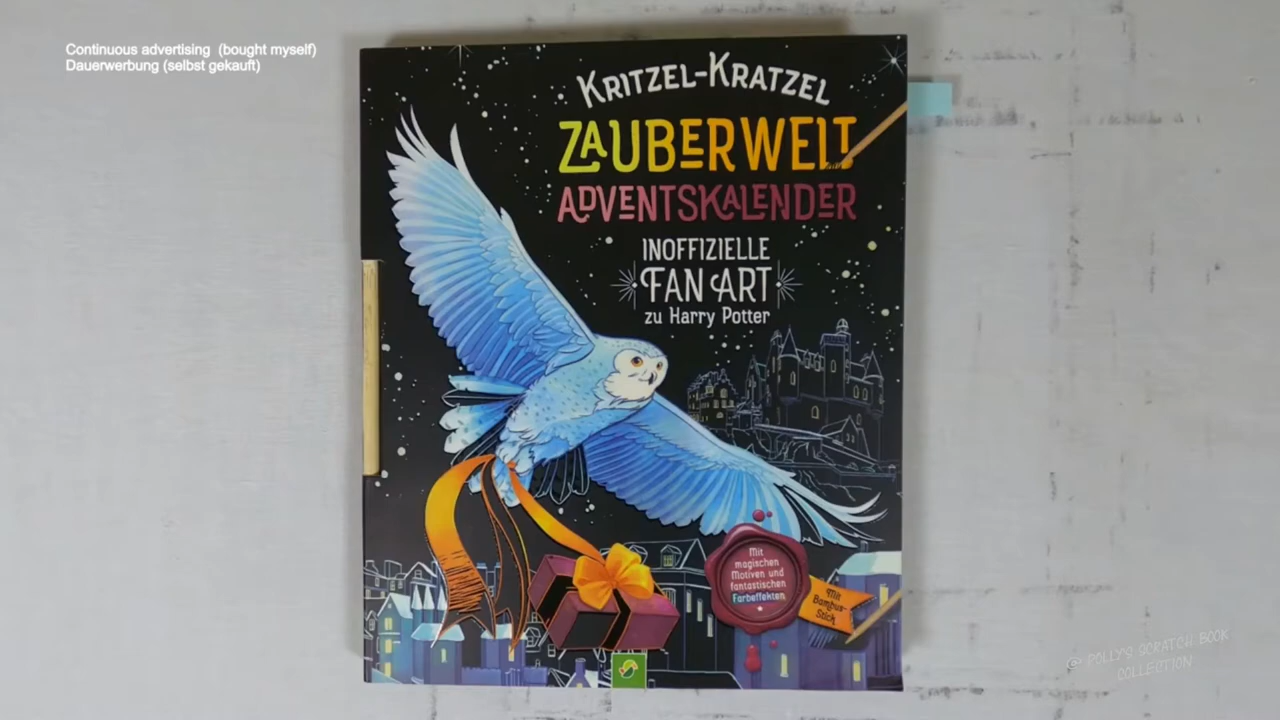 Continuous advertising (bought myself)
Dauerwerbung (selbst gekauft)
KRITZEL-KRATZEL
ZAUBERWELT
ADVENTSKALENDER
INOFFIZIELLE
FAN ART
zu Harry Potter
Mit
magischen
Motiven und
fantastischen
Farbeffekten
Mit
Bambus-
Stick
© POLLY'S SCRATCH BOOK
COLLECTION